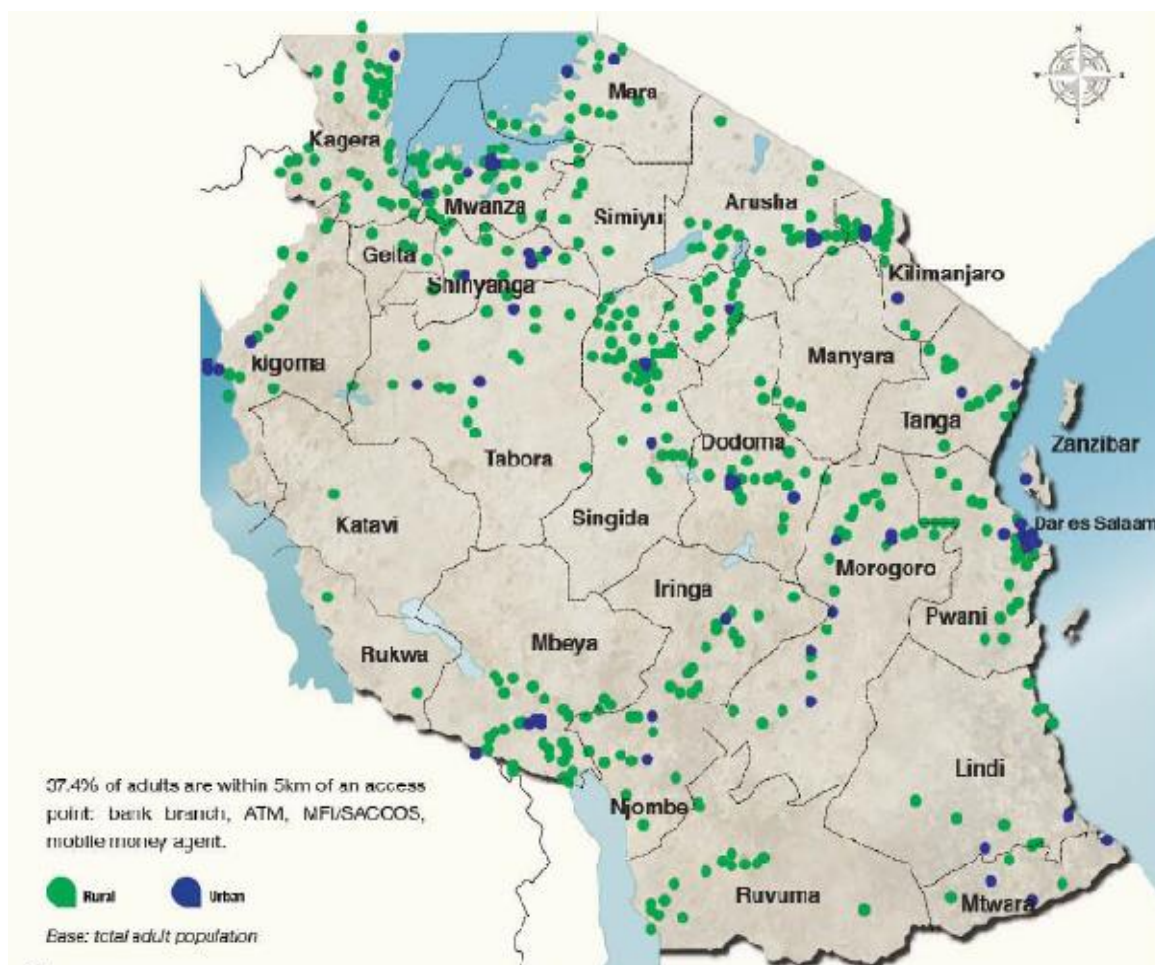 N
W
E
S
Mara
Kagera
Mwanza
Simiyu
Arusha
Geita
Shinyanga
Kilimanjaro
kigoma
Manyara
Tanga
Zanzibar
Tabora
Dodoma
Katavi
Singida
Dar es Salaam
Morogoro
Iringa
Pwani
Rukwa
Mbeya
Lindi
Njombe
Ruvuma
Mtwara
37.4% of adults are within 5km of an access
point: bank branch, ATM, MFI/SACCOS,
mobile money agent.
Rural
Urban
Base: total adult population